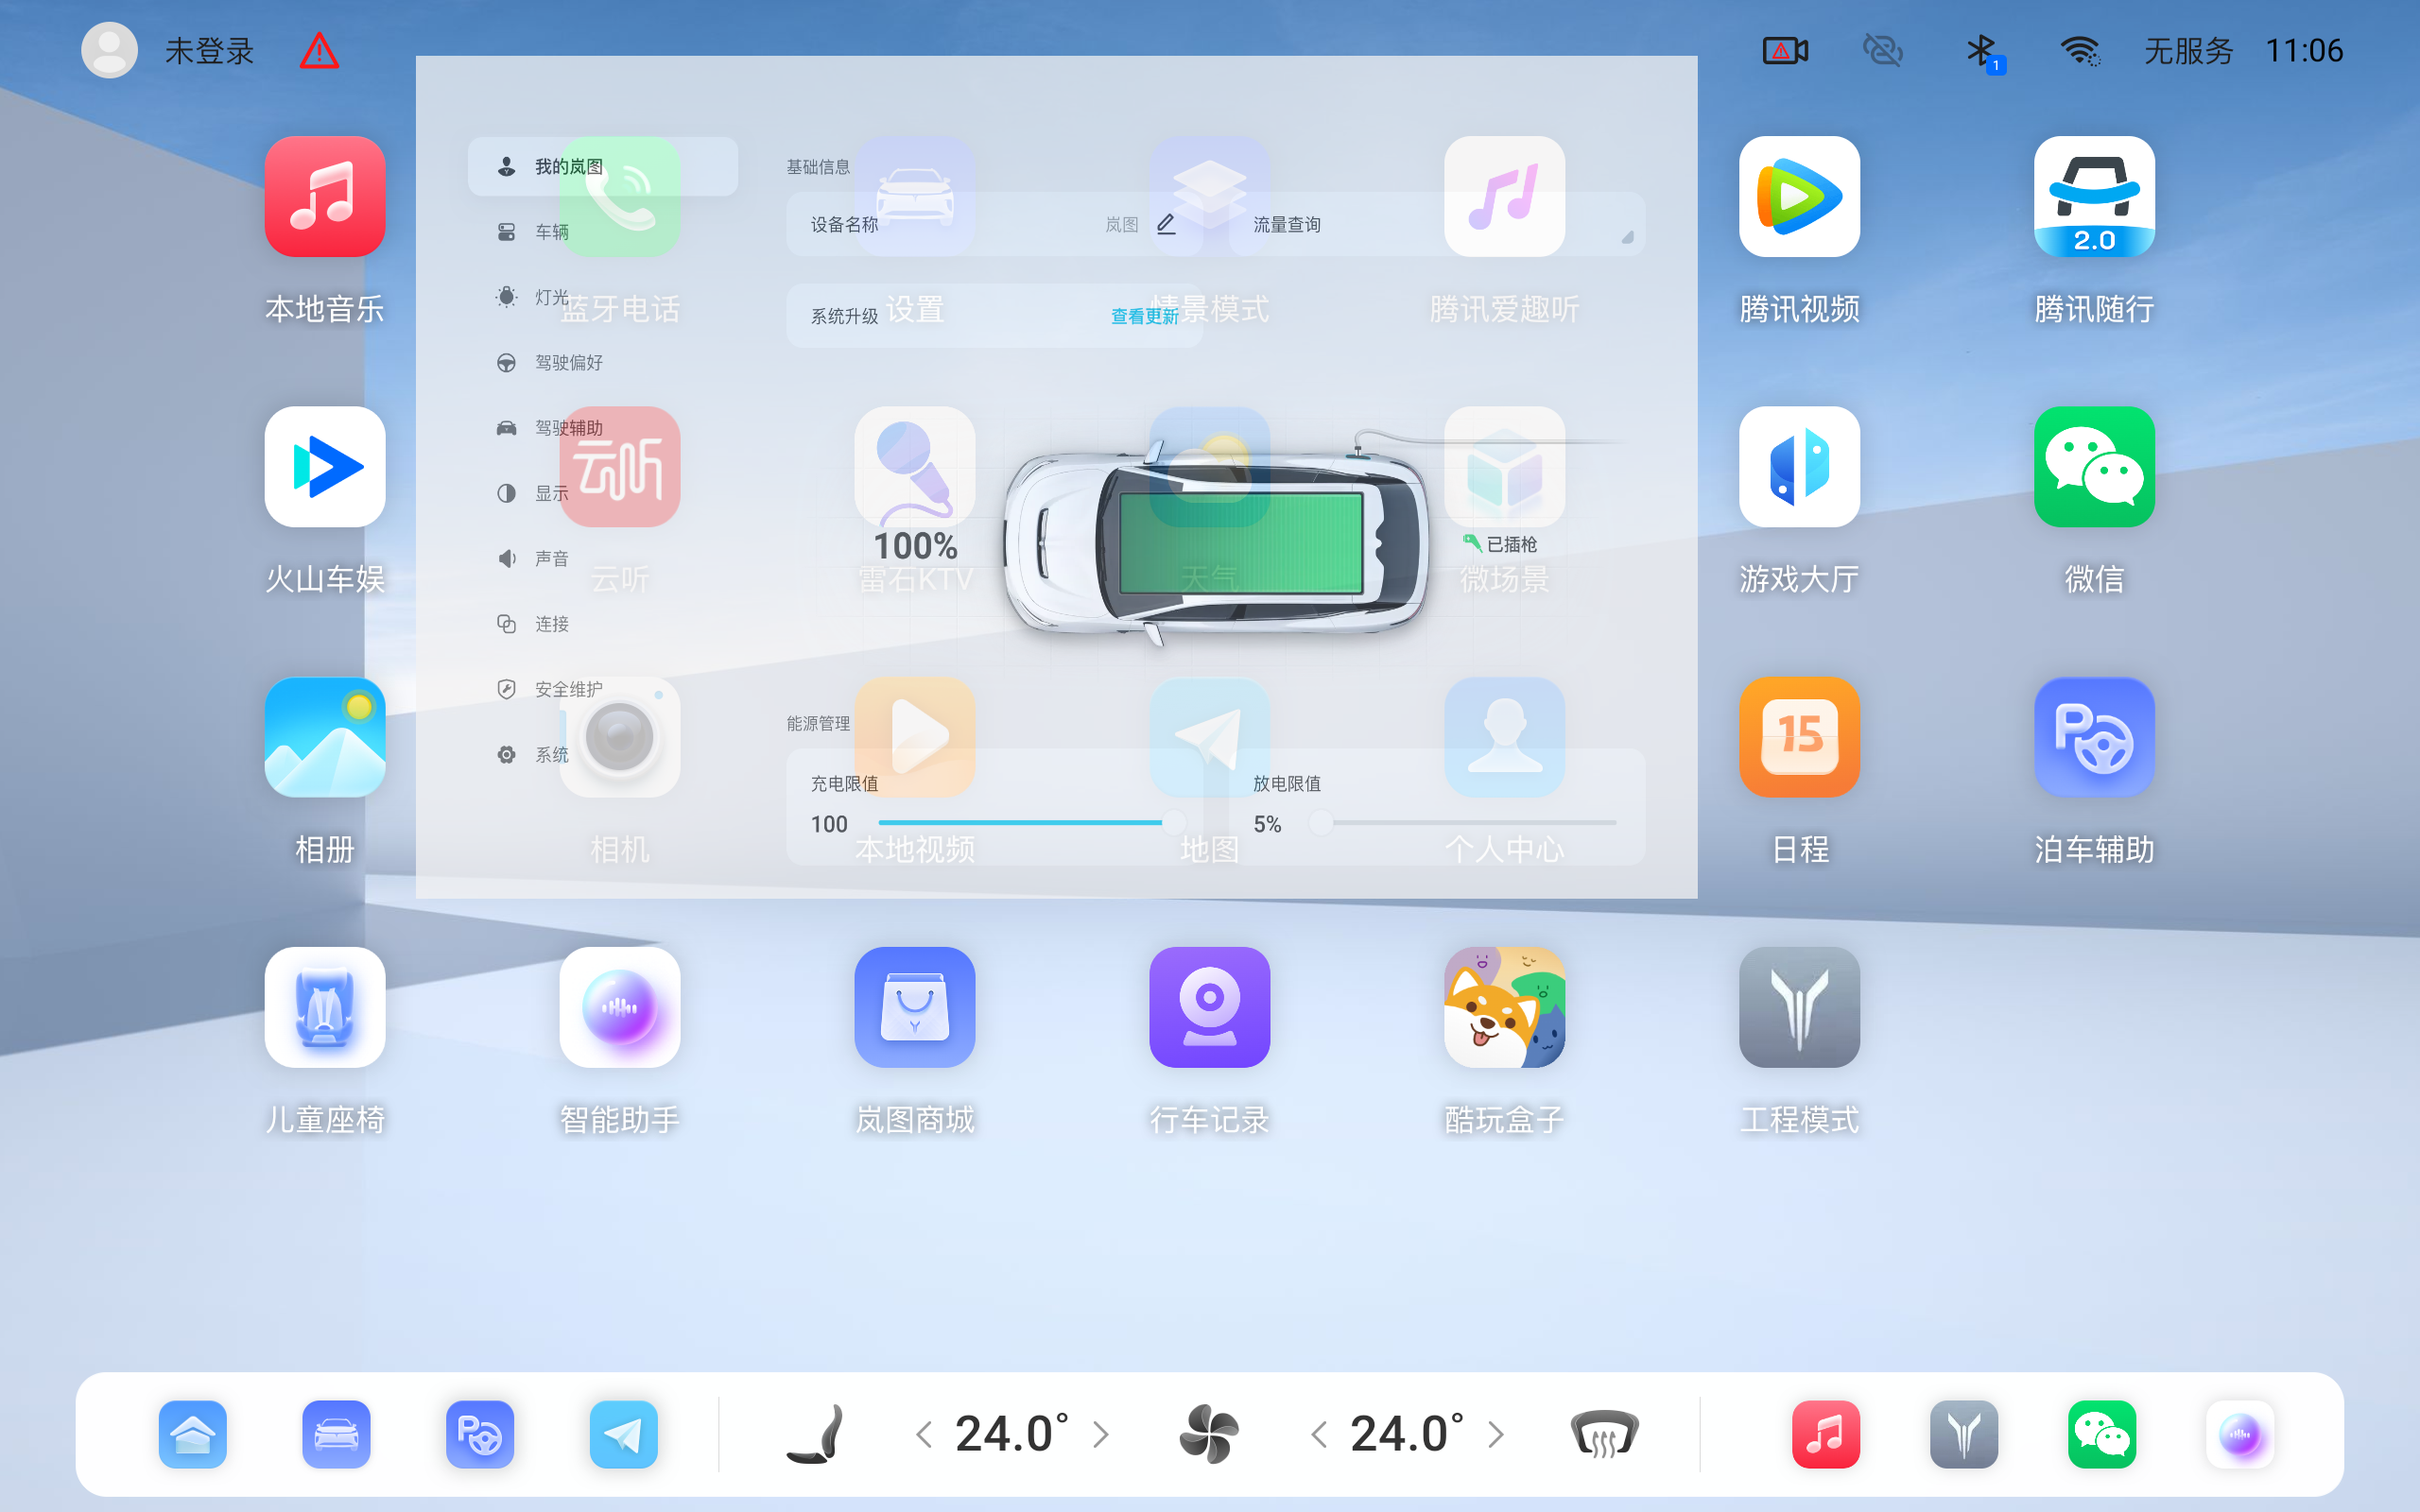 未登录
1
无服务 11:06
本地音乐
蓝牙电话
设置
情景模式
腾讯爱趣听
腾讯视频
2.0
腾讯随行
我的岚图
车辆
灯光
驾驶偏好
驾驶辅助
显示
声音
连接
安全维护
系统
基础信息
设备名称 岚图
流量查询
系统升级 查看更新
100%
已插枪
能源管理
充电限值
100
放电限值
5%
火山车娱
云听
云听
雷石KTV
天气
微场景
游戏大厅
微信
相册
相机
本地视频
地图
个人中心
15
日程
P
泊车辅助
儿童座椅
智能助手
岚图商城
行车记录
酷玩盒子
工程模式
P
24.0°
24.0°